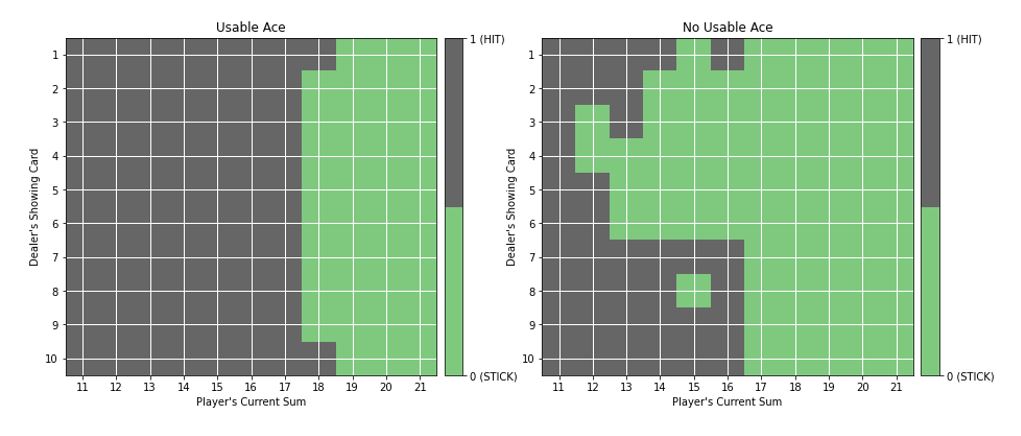 Usable Ace
Dealer's Showing Card
1
2
3
4
5
6
7
8
9
10
11 12 13 14 15 16 17 18 19 20 21
Player's Current Sum
1 (HIT)
0 (STICK)
No Usable Ace
Dealer's Showing Card
1
2
3
4
5
6
7
8
9
10
11 12 13 14 15 16 17 18 19 20 21
Player's Current Sum
1 (HIT)
0 (STICK)